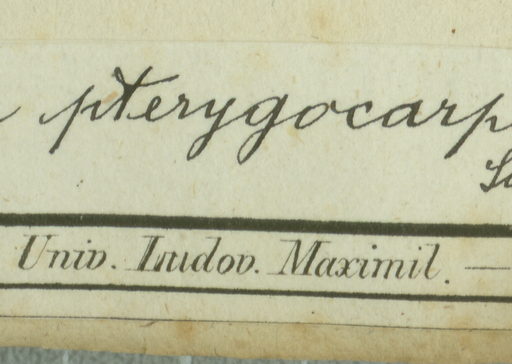 pterygocarp
Univ. Ludov. Maximil. —